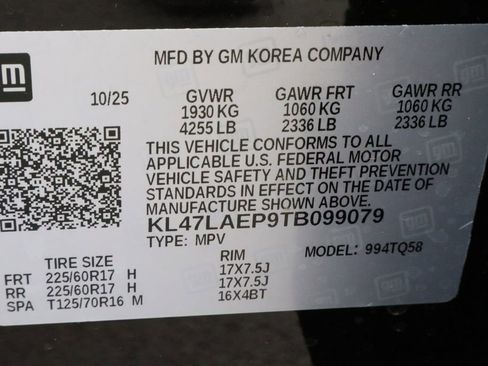 gm
MFD BY GM KOREA COMPANY
10/25 GVWR GAWR FRT GAWR RR
1930 KG 1060 KG 1060 KG
4255 LB 2336 LB 2336 LB
THIS VEHICLE CONFORMS TO ALL
APPLICABLE U.S. FEDERAL MOTOR
VEHICLE SAFETY AND THEFT PREVENTION
STANDARDS IN EFFECT ON THE DATE OF
MANUFACTURE SHOWN ABOVE.
KL47LAEP9TB099079
TYPE: MPV MODEL: 994TQ58
TIRE SIZE RIM
FRT 225/60R17 H 17X7.5J
RR 225/60R17 H 17X7.5J
SPA T125/70R16 M 16X4BT